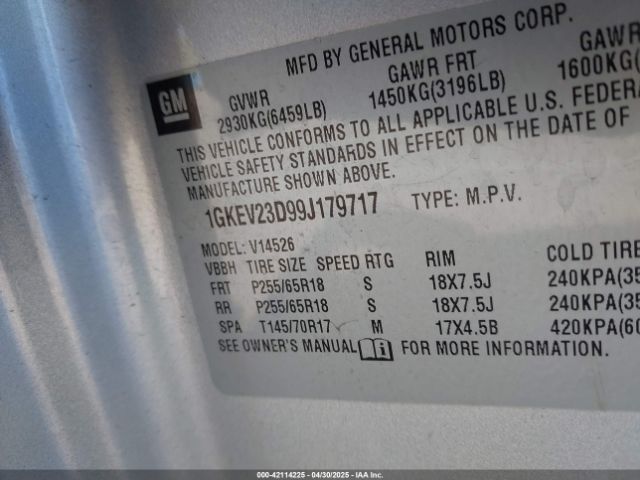 MFD BY GENERAL MOTORS CORP.
GM GVWR GAWR FRT GAWR
2930KG(6459LB) 1450KG(3196LB) 1600KG(
THIS VEHICLE CONFORMS TO ALL APPLICABLE U.S. FEDERA
VEHICLE SAFETY STANDARDS IN EFFECT ON THE DATE OF
MANUFACTURE SHOWN ABOVE.
1GKEV23D99J179717 TYPE: M.P.V.
MODEL: V14526
VBBH TIRE SIZE SPEED RTG RIM COLD TIRE
FRT P255/65R18 S 18X7.5J 240KPA(35
RR P255/65R18 S 18X7.5J 240KPA(35
SPA T145/70R17 M 17X4.5B 420KPA(60
SEE OWNER'S MANUAL i FOR MORE INFORMATION.
000-42114225 - 04/30/2025 - IAA Inc.